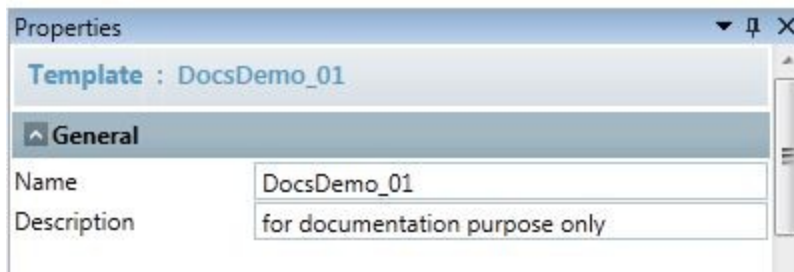 Properties
Template : DocsDemo_01
General
Name DocsDemo_01
Description for documentation purpose only